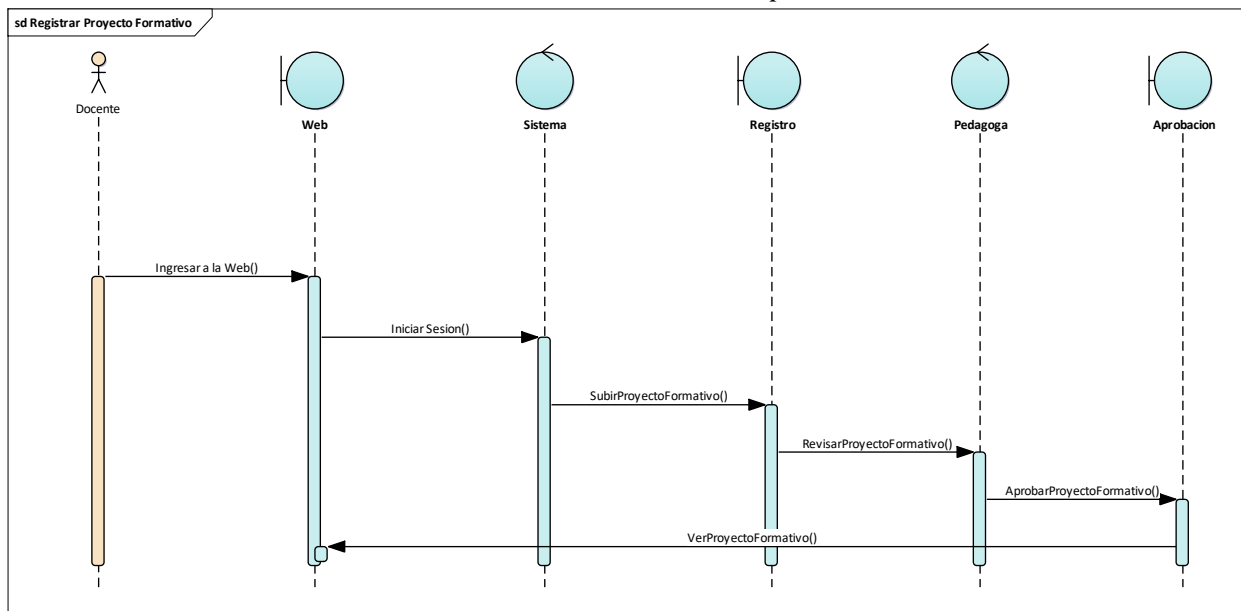 sd Registrar Proyecto Formativo
Docente
Web
Sistema
Registro
Pedagoga
Aprobacion
Ingresar a la Web()
Iniciar Sesion()
SubirProyectoFormativo()
RevisarProyectoFormativo()
AprobarProyectoFormativo()
VerProyectoFormativo()